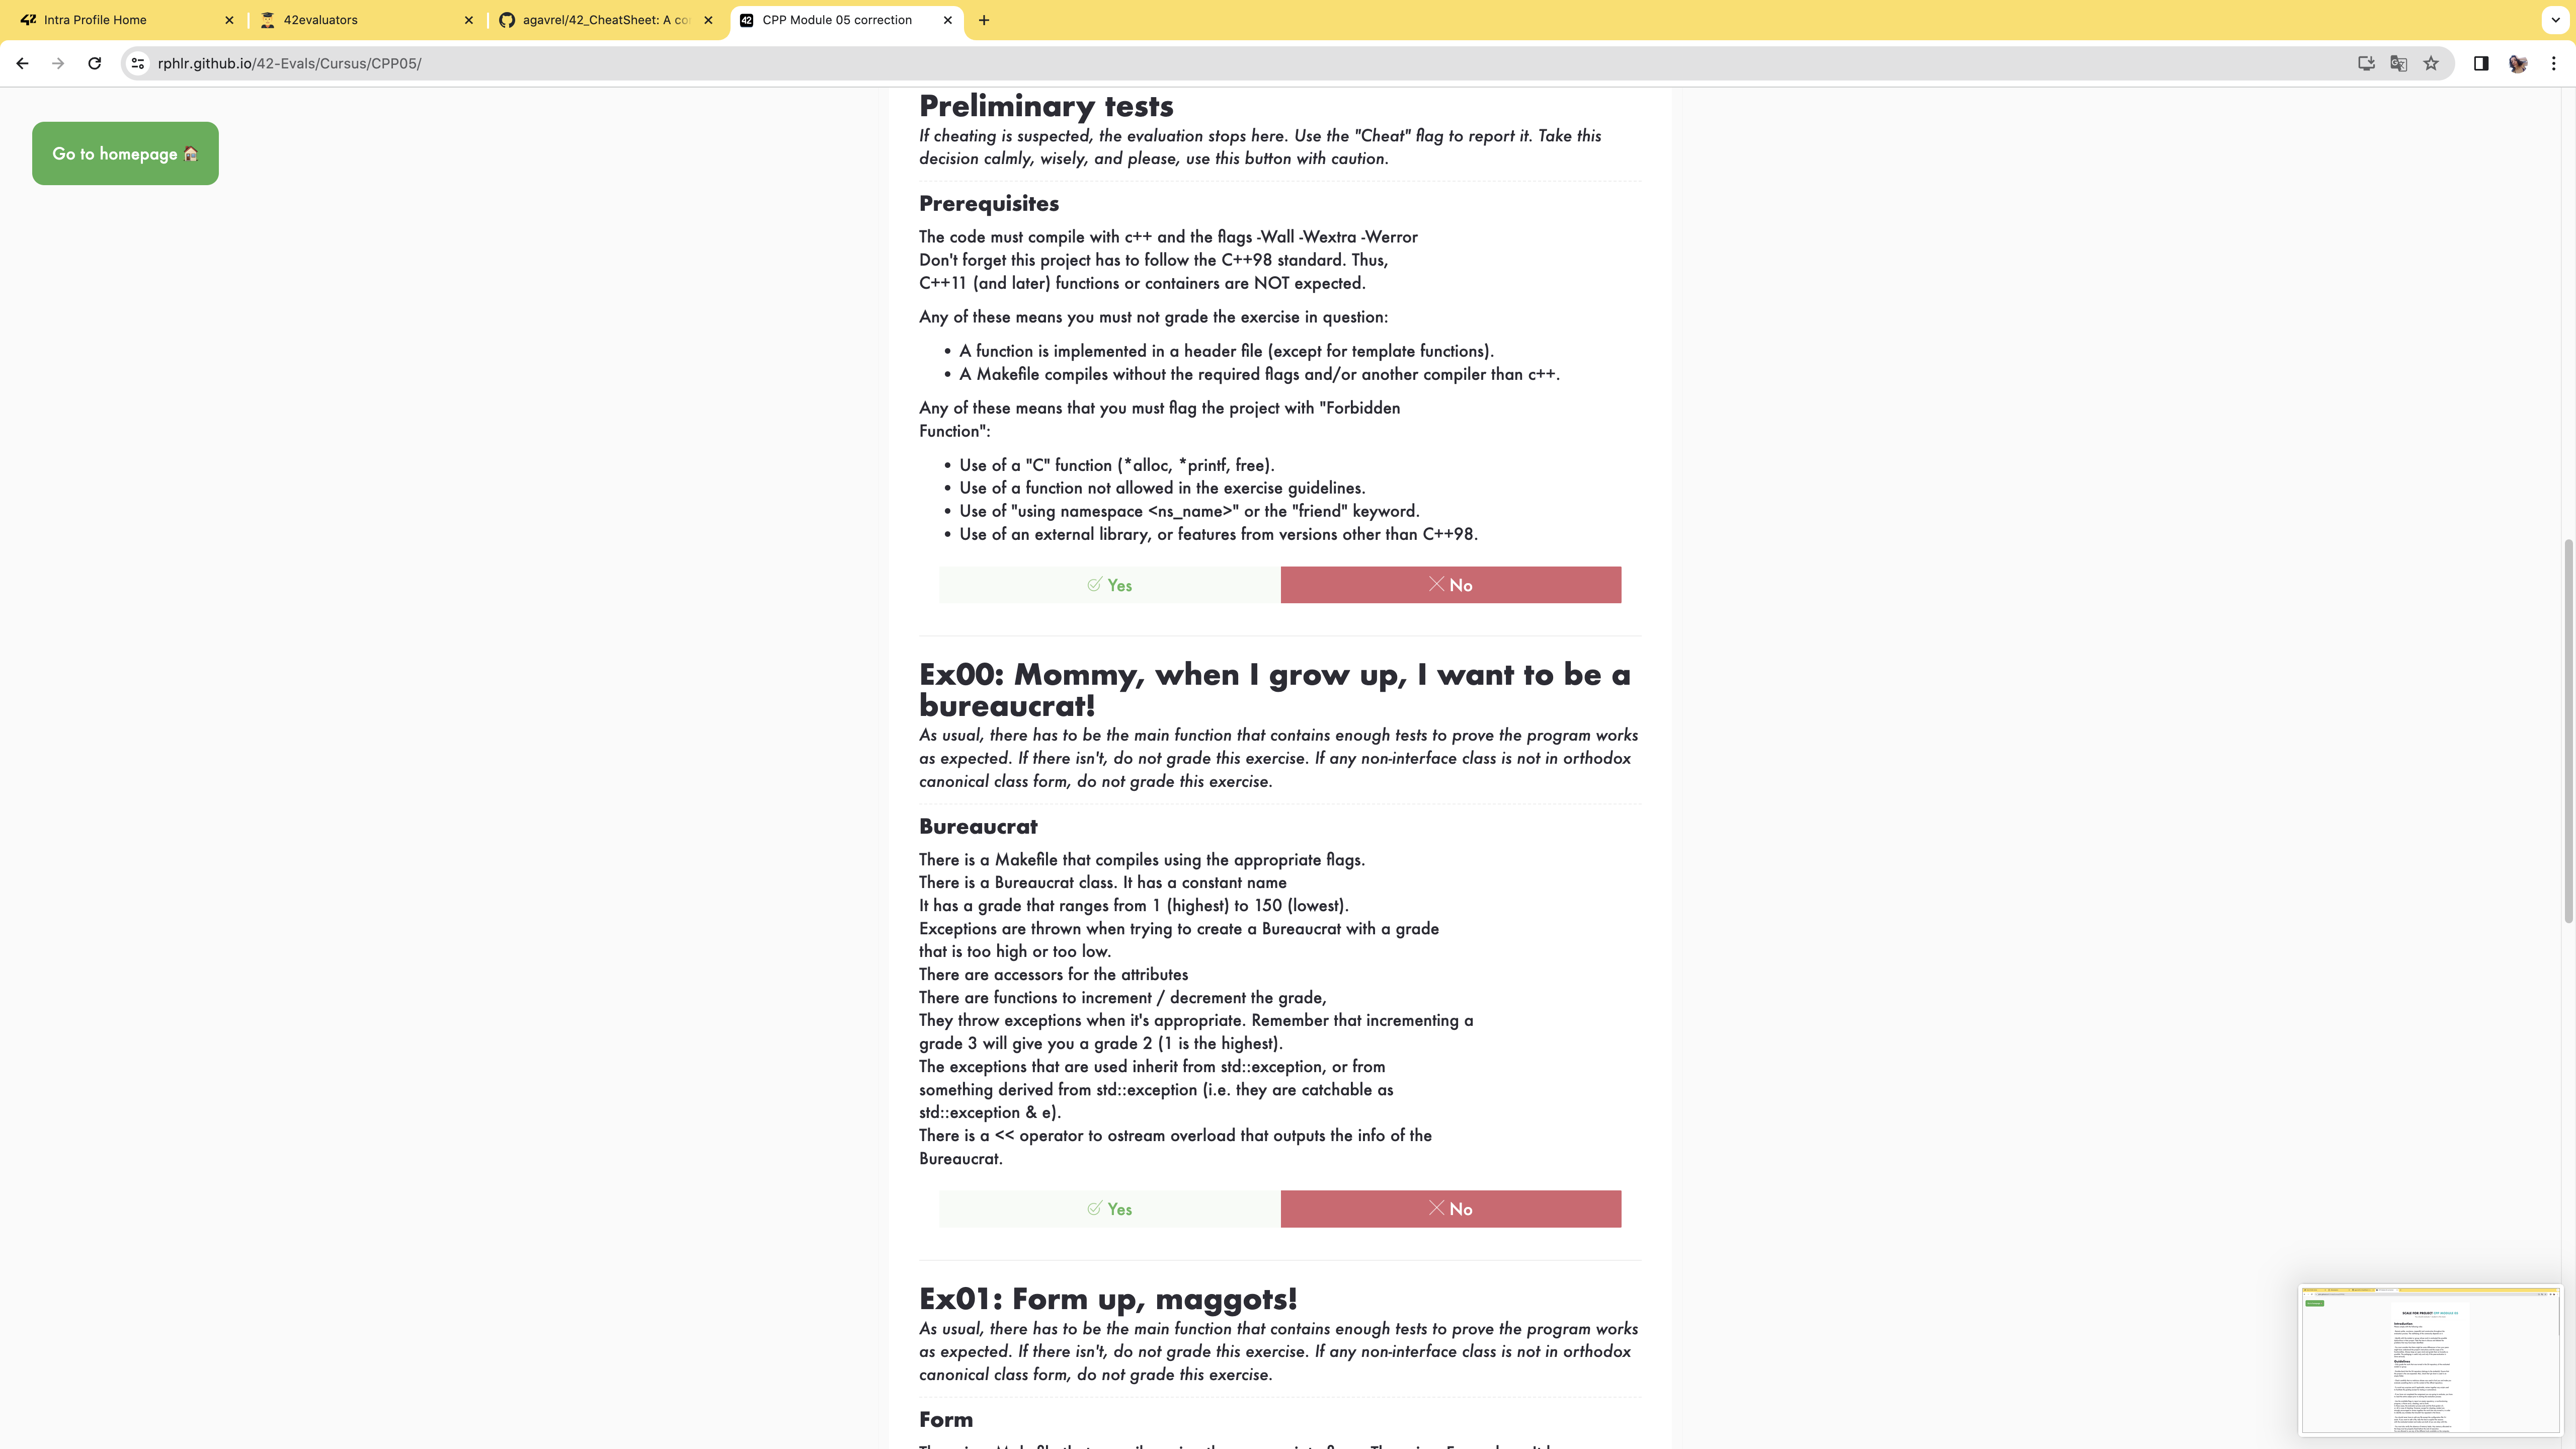 Intra Profile Home
42evaluators
agavrel/42_CheatSheet: A co
CPP Module 05 correction
rphlr.github.io/42-Evals/Cursus/CPP05/
Go to homepage
Preliminary tests
If cheating is suspected, the evaluation stops here. Use the "Cheat" flag to report it. Take this
decision calmly, wisely, and please, use this button with caution.
Prerequisites
The code must compile with c++ and the flags -Wall -Wextra -Werror
Don't forget this project has to follow the C++98 standard. Thus,
C++11 (and later) functions or containers are NOT expected.
Any of these means you must not grade the exercise in question:
• A function is implemented in a header file (except for template functions).
• A Makefile compiles without the required flags and/or another compiler than c++.
Any of these means that you must flag the project with "Forbidden
Function":
• Use of a "C" function (*alloc, *printf, free).
• Use of a function not allowed in the exercise guidelines.
• Use of "using namespace <ns_name>" or the "friend" keyword.
• Use of an external library, or features from versions other than C++98.
Yes
No
Ex00: Mommy, when I grow up, I want to be a
bureaucrat!
As usual, there has to be the main function that contains enough tests to prove the program works
as expected. If there isn't, do not grade this exercise. If any non-interface class is not in orthodox
canonical class form, do not grade this exercise.
Bureaucrat
There is a Makefile that compiles using the appropriate flags.
There is a Bureaucrat class. It has a constant name
It has a grade that ranges from 1 (highest) to 150 (lowest).
Exceptions are thrown when trying to create a Bureaucrat with a grade
that is too high or too low.
There are accessors for the attributes
There are functions to increment / decrement the grade,
They throw exceptions when it's appropriate. Remember that incrementing a
grade 3 will give you a grade 2 (1 is the highest).
The exceptions that are used inherit from std::exception, or from
something derived from std::exception (i.e. they are catchable as
std::exception & e).
There is a << operator to ostream overload that outputs the info of the
Bureaucrat.
Yes
No
Ex01: Form up, maggots!
As usual, there has to be the main function that contains enough tests to prove the program works
as expected. If there isn't, do not grade this exercise. If any non-interface class is not in orthodox
canonical class form, do not grade this exercise.
Form